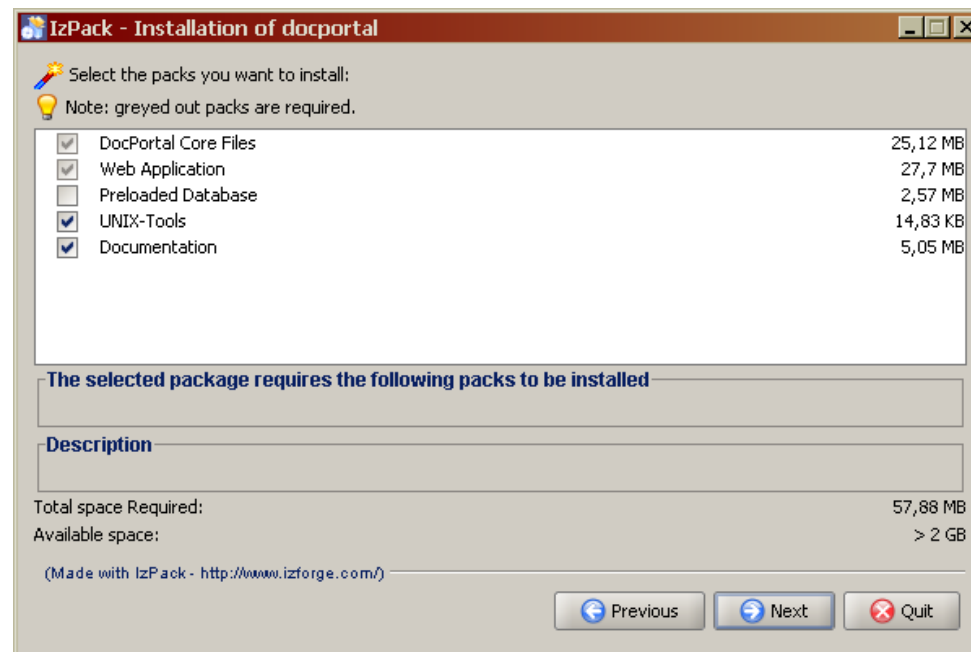 IzPack - Installation of docportal
Select the packs you want to install:
Note: greyed out packs are required.
DocPortal Core Files 25,12 MB
Web Application 27,7 MB
Preloaded Database 2,57 MB
UNIX-Tools 14,83 KB
Documentation 5,05 MB
The selected package requires the following packs to be installed
Description
Total space Required: 57,88 MB
Available space: > 2 GB
(Made with IzPack - http://www.izforge.com/)
Previous Next Quit